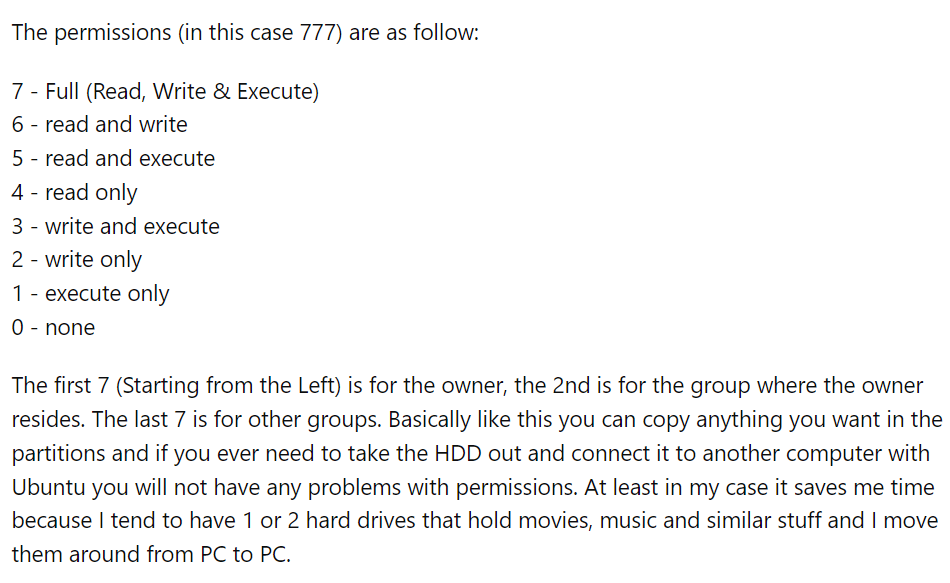 The permissions (in this case 777) are as follow:
7 - Full (Read, Write & Execute)
6 - read and write
5 - read and execute
4 - read only
3 - write and execute
2 - write only
1 - execute only
0 - none
The first 7 (Starting from the Left) is for the owner, the 2nd is for the group where the owner
resides. The last 7 is for other groups. Basically like this you can copy anything you want in the
partitions and if you ever need to take the HDD out and connect it to another computer with
Ubuntu you will not have any problems with permissions. At least in my case it saves me time
because I tend to have 1 or 2 hard drives that hold movies, music and similar stuff and I move
them around from PC to PC.